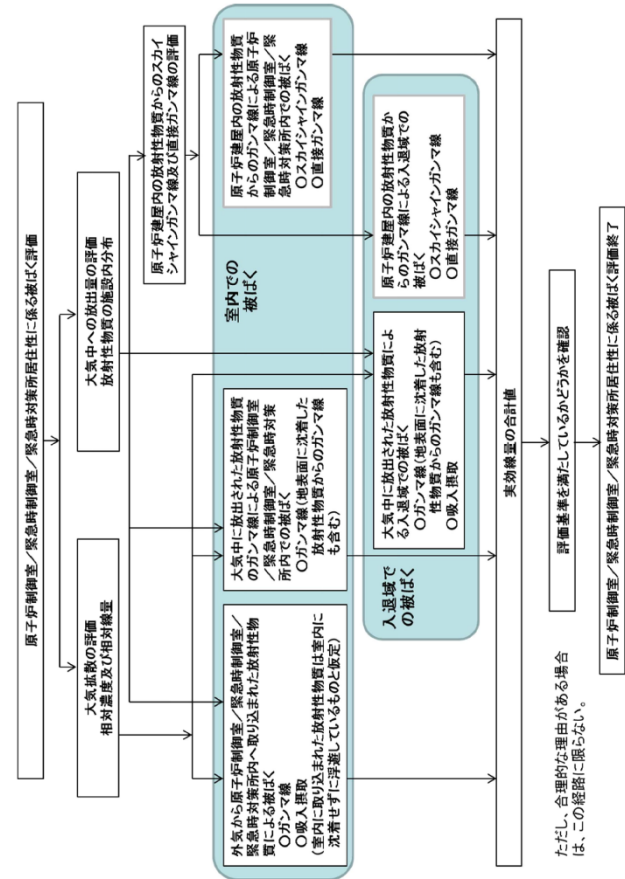 原子炉制御室／緊急時制御室／緊急時対策所居住性に係る被ばく評価
大気拡散の評価
相対濃度及び相対線量
大気中への放出量の評価
放射性物質の施設内分布
原子炉建屋内の放射性物質からのスカイ
シャインガンマ線及び直接ガンマ線の評価
室内での
被ばく
外気から原子炉制御室／緊急時制御室／
緊急時対策所内へ取り込まれた放射性物
質による被ばく
○ガンマ線
○吸入摂取
(室内に取り込まれた放射性物質は室内に
沈着せずに浮遊しているものと仮定)
大気中に放出された放射性物質
のガンマ線による原子炉制御室
／緊急時制御室／緊急時対策
所内での被ばく
○ガンマ線(地表面に沈着した
放射性物質からのガンマ線
も含む)
原子炉建屋内の放射性物質
からのガンマ線による原子炉
制御室／緊急時制御室／緊
急時対策所内での被ばく
○スカイシャインガンマ線
○直接ガンマ線
入退域で
の被ばく
大気中に放出された放射性物質によ
る入退域での被ばく
○ガンマ線(地表面に沈着した放射
性物質からのガンマ線も含む)
○吸入摂取
原子炉建屋内の放射性物質か
らのガンマ線による入退域での
被ばく
○スカイシャインガンマ線
○直接ガンマ線
実効線量の合計値
評価基準を満たしているかどうかを確認
原子炉制御室／緊急時制御室／緊急時対策所居住性に係る被ばく評価終了
ただし、合理的な理由がある場合
は、この経路に限らない。